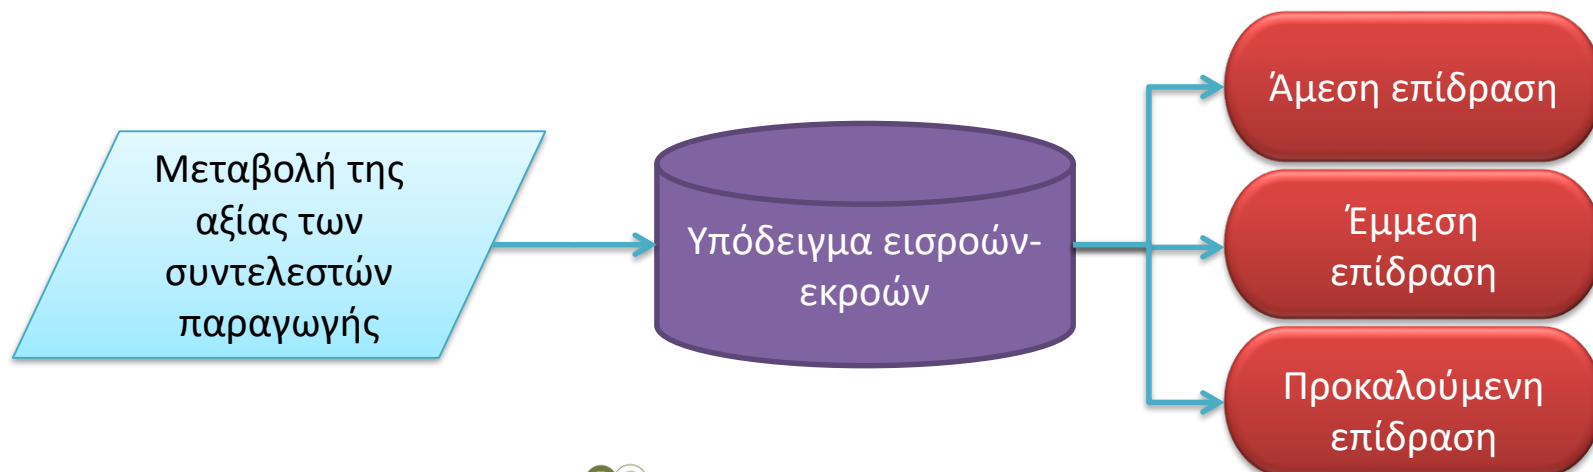 Μεταβολή της
αξίας των
συντελεστών
παραγωγής
Υπόδειγμα εισροών-
εκροών
Άμεση επίδραση
Έμμεση
επίδραση
Προκαλούμενη
επίδραση